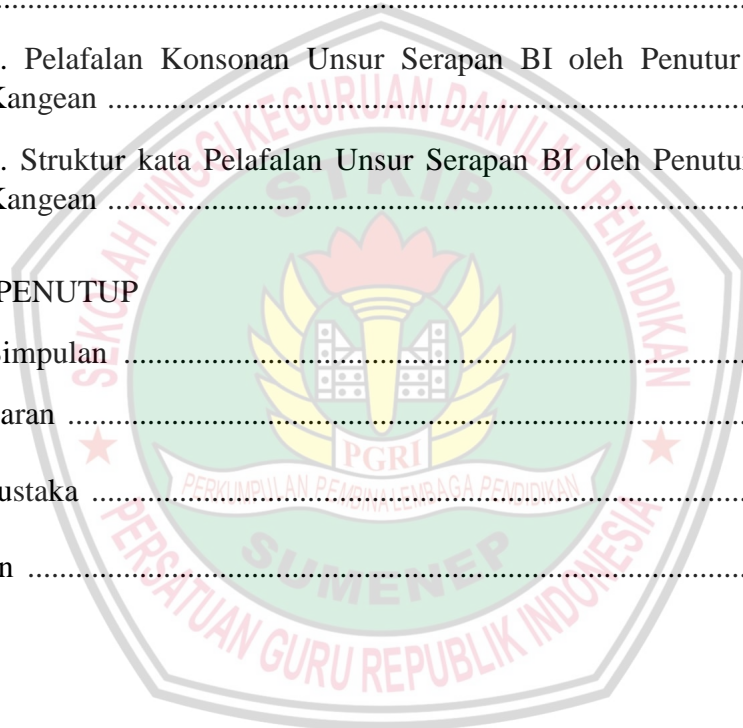 ................................................................................
. Pelafalan Konsonan Unsur Serapan BI oleh Penutur
Kangean ................................................................................
. Struktur kata Pelafalan Unsur Serapan BI oleh Penutur
Kangean ................................................................................
PENUTUP
Simpulan ................................................................................
aran ................................................................................
ustaka ................................................................................
n ................................................................................
SEKOLAH TINGGI KEGURUAN DAN ILMU PENDIDIKAN
STKIP
PGRI
PERKUMPULAN PEMBINA LEMBAGA PENDIDIKAN
SUMENEP
PERSATUAN GURU REPUBLIK INDONESIA